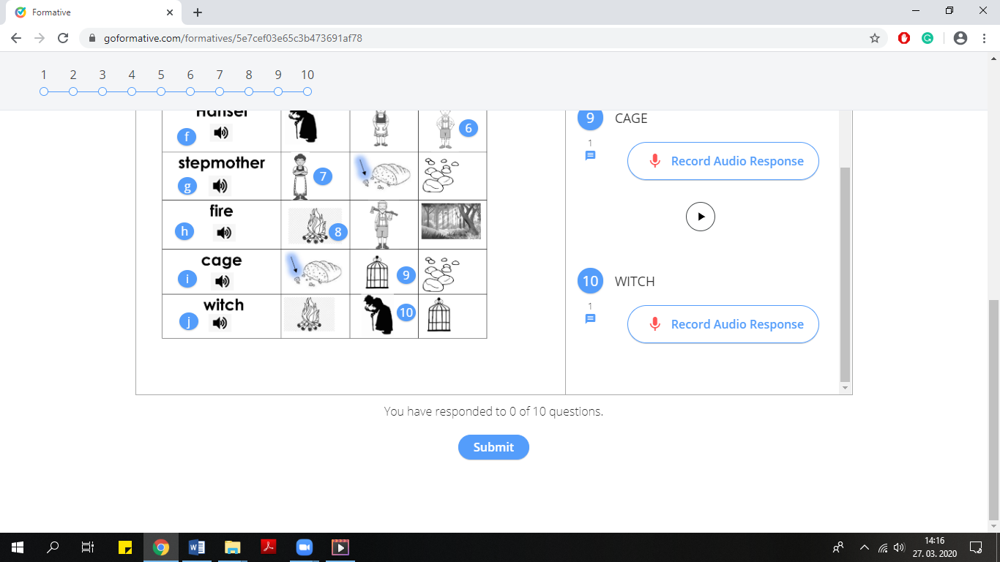 Formative
goformative.com/formatives/5e7cef03e65c3b473691af78
1 2 3 4 5 6 7 8 9 10
Hansel
f
6
stepmother
g
7
fire
h
8
cage
i
9
witch
j
10
9 CAGE
1
Record Audio Response
10 WITCH
1
Record Audio Response
You have responded to 0 of 10 questions.
Submit
14:16
27. 03. 2020